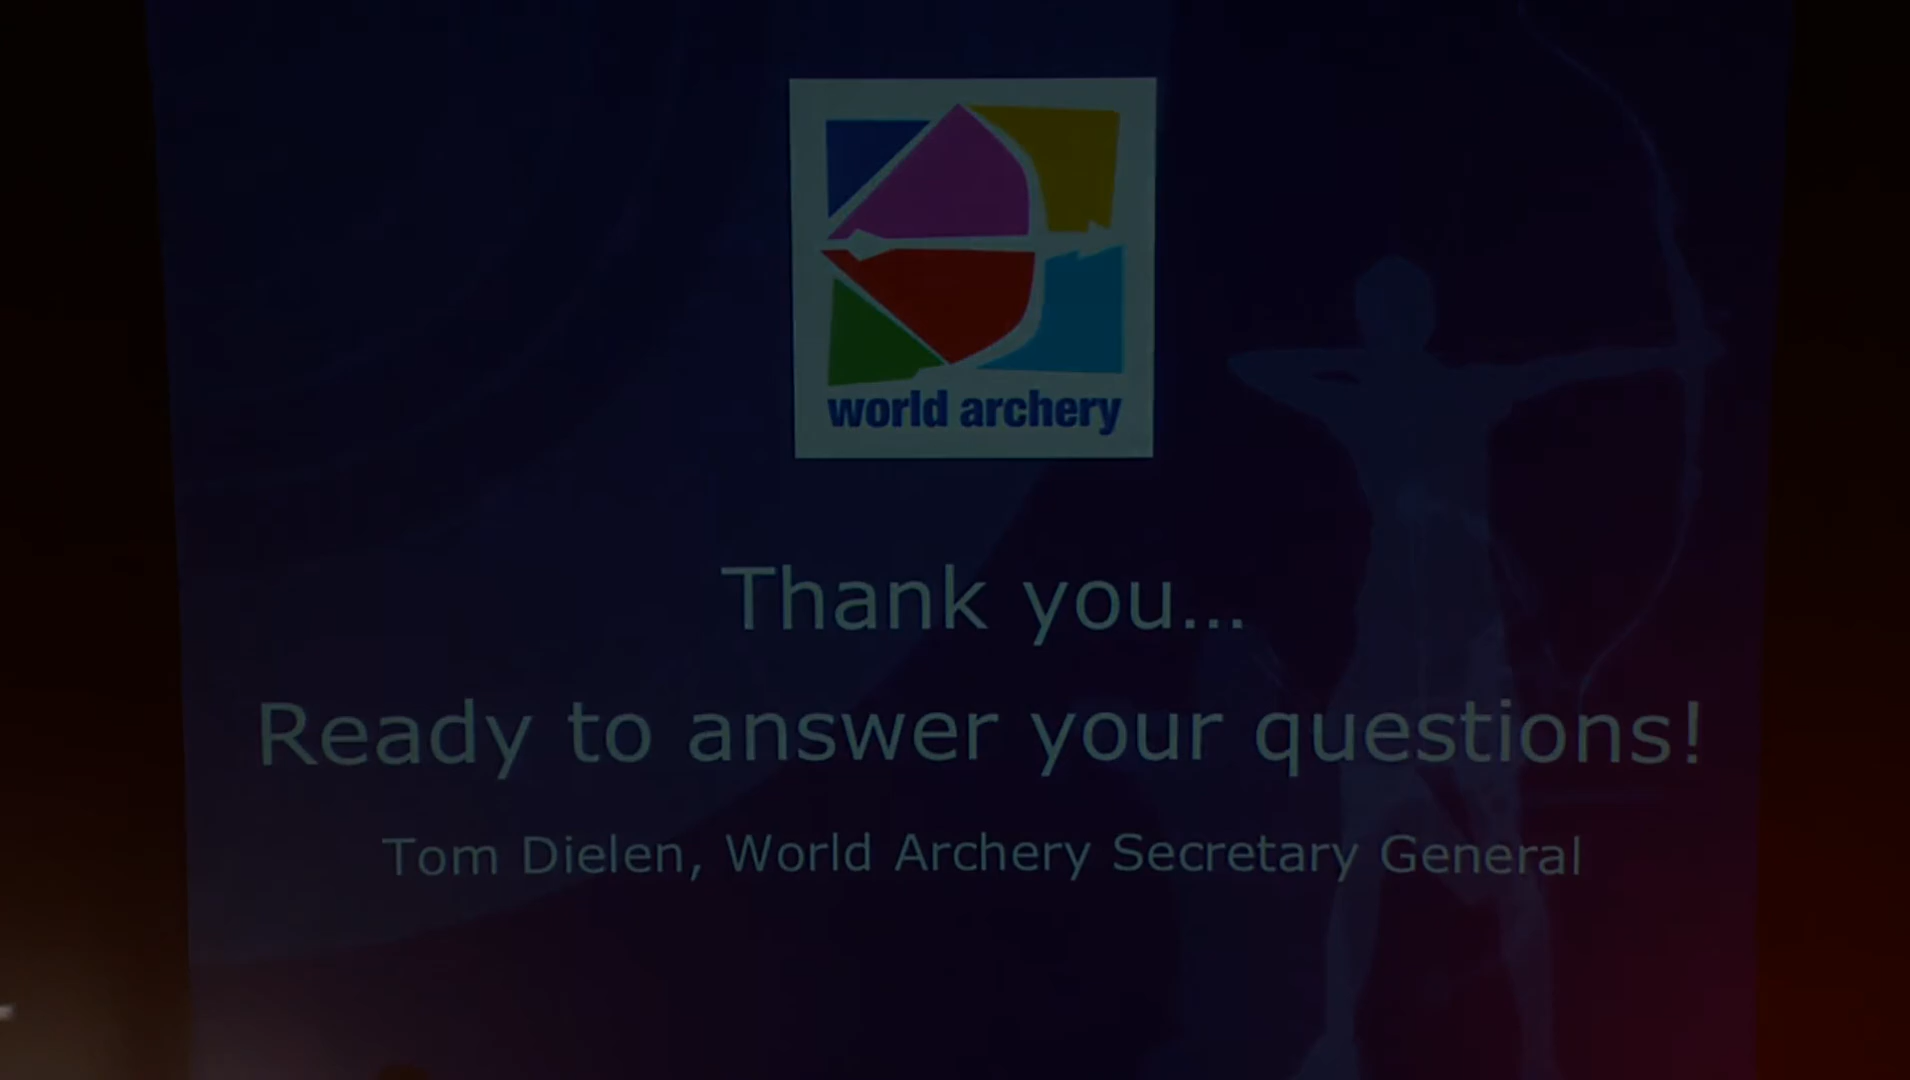 world archery
Thank you...
Ready to answer your questions!
Tom Dielen, World Archery Secretary General